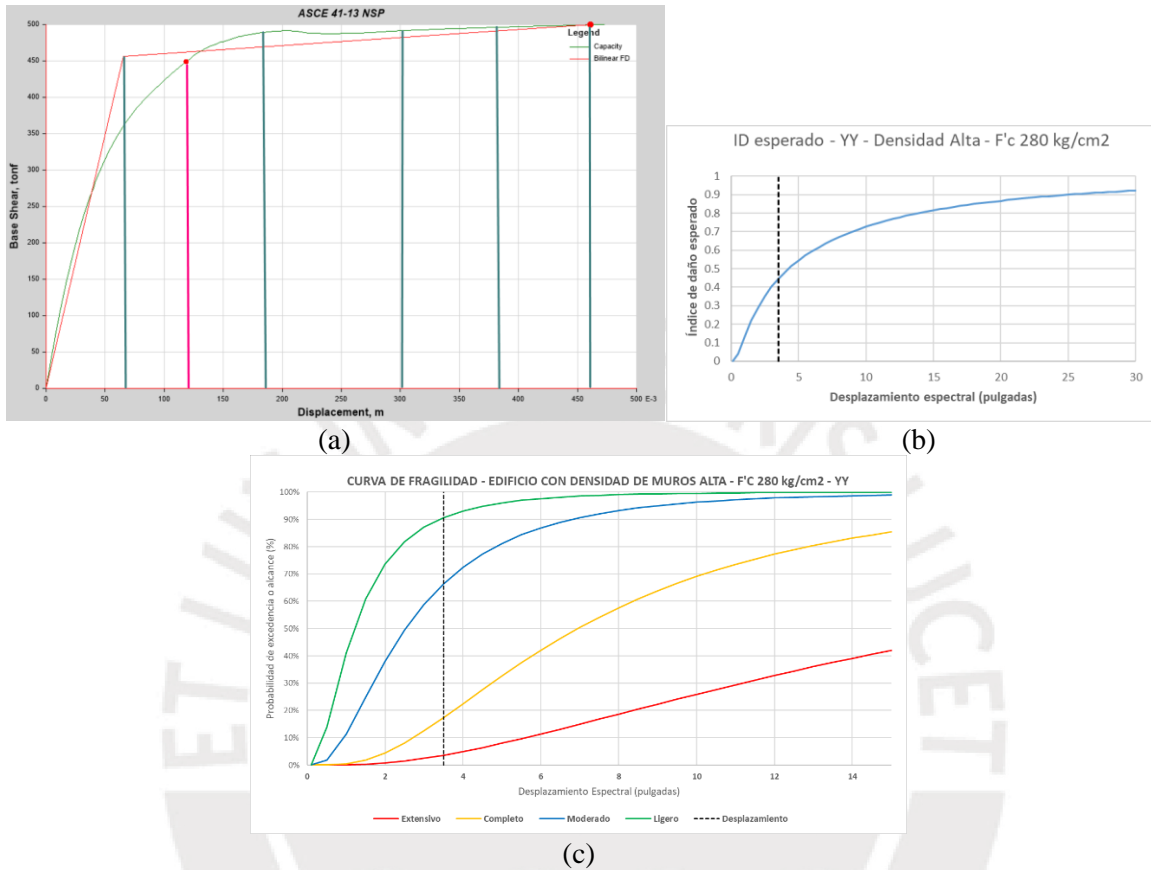 ASCE 41-13 NSP
Legend
Capacity
Bilinear FD
Base Shear, tonf
500
450
400
350
300
250
200
150
100
50
0
0 50 100 150 200 250 300 350 400 450 500 E-3
Displacement, m
(a)
ID esperado - YY - Densidad Alta - F'c 280 kg/cm2
Índice de daño esperado
1
0.9
0.8
0.7
0.6
0.5
0.4
0.3
0.2
0.1
0
0 5 10 15 20 25 30
Desplazamiento espectral (pulgadas)
(b)
CURVA DE FRAGILIDAD - EDIFICIO CON DENSIDAD DE MUROS ALTA - F'C 280 kg/cm2 - YY
Probabilidad de excedencia o alcance (%)
100%
90%
80%
70%
60%
50%
40%
30%
20%
10%
0%
0 2 4 6 8 10 12 14
Desplazamiento Espectral (pulgadas)
Extensivo Completo Moderado Ligero Desplazamiento
(c)